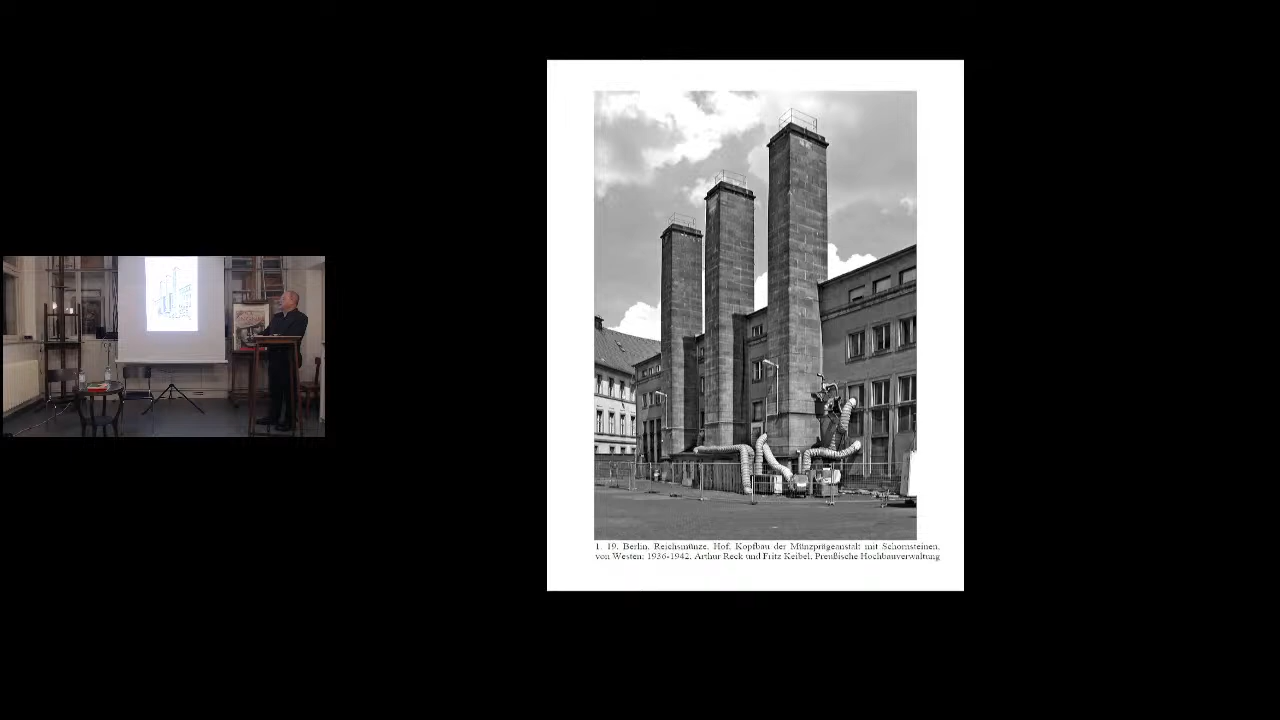 1. 19. Berlin. Reichsmünze. Hof. Kopfbau der Münzprägeanstalt mit Schornsteinen,
von Westen; 1936-1942, Arthur Reck und Fritz Keibel, Preußische Hochbauverwaltung